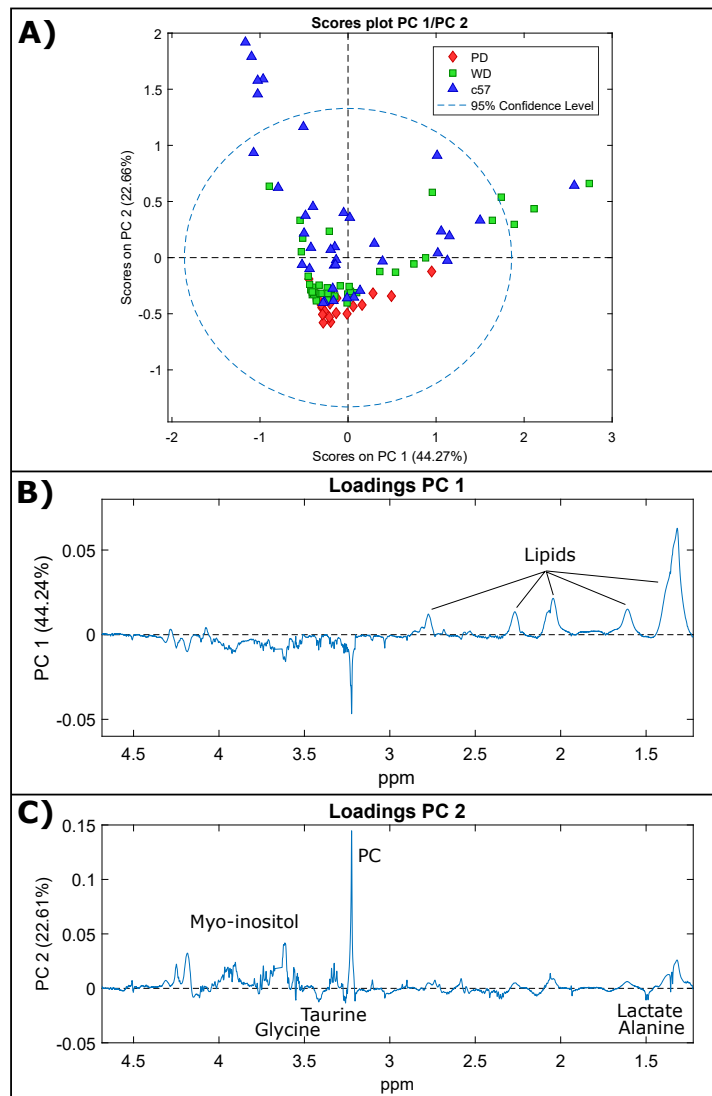 A)
Scores plot PC 1/PC 2
PD
WD
c57
95% Confidence Level
Scores on PC 2 (22.66%)
2
1.5
1
0.5
0
-0.5
-1
-2 -1 0 1 2 3
Scores on PC 1 (44.27%)
B)
Loadings PC 1
Lipids
PC 1 (44.24%)
0.05
0
-0.05
4.5 4 3.5 3 2.5 2 1.5
ppm
C)
Loadings PC 2
PC 2 (22.61%)
0.15
0.1
0.05
0
-0.05
PC
Myo-inositol
Glycine
Taurine
Lactate
Alanine
4.5 4 3.5 3 2.5 2 1.5
ppm